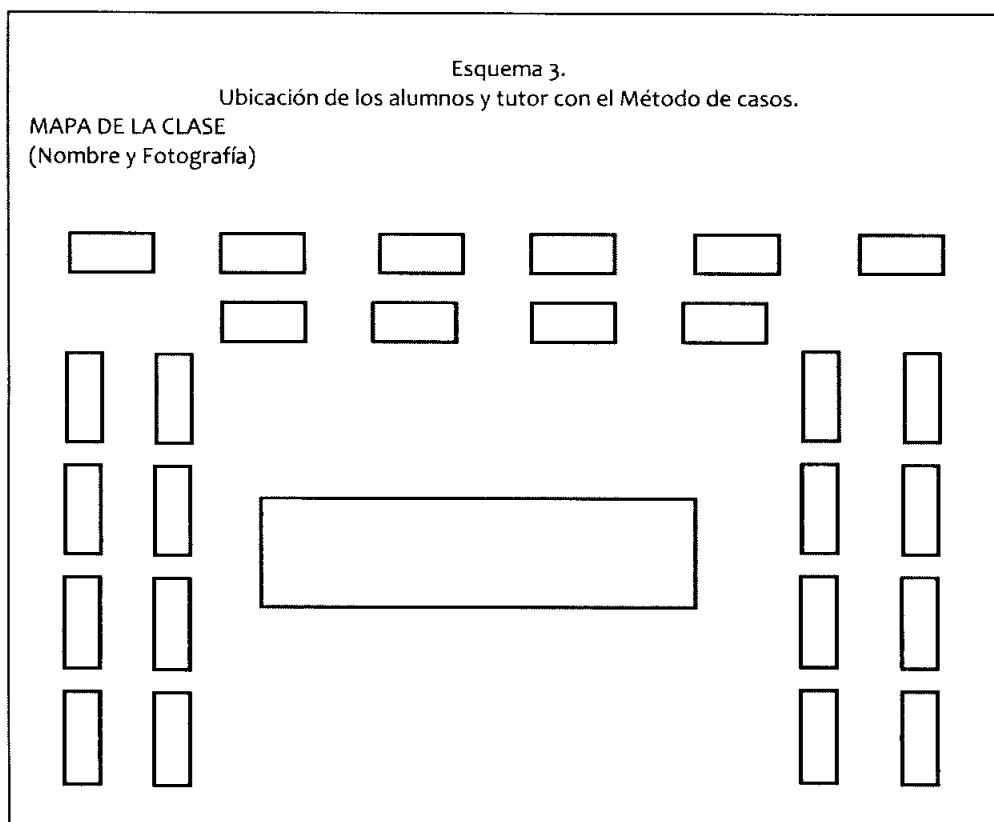 Esquema 3.
Ubicación de los alumnos y tutor con el Método de casos.
MAPA DE LA CLASE
(Nombre y Fotografía)